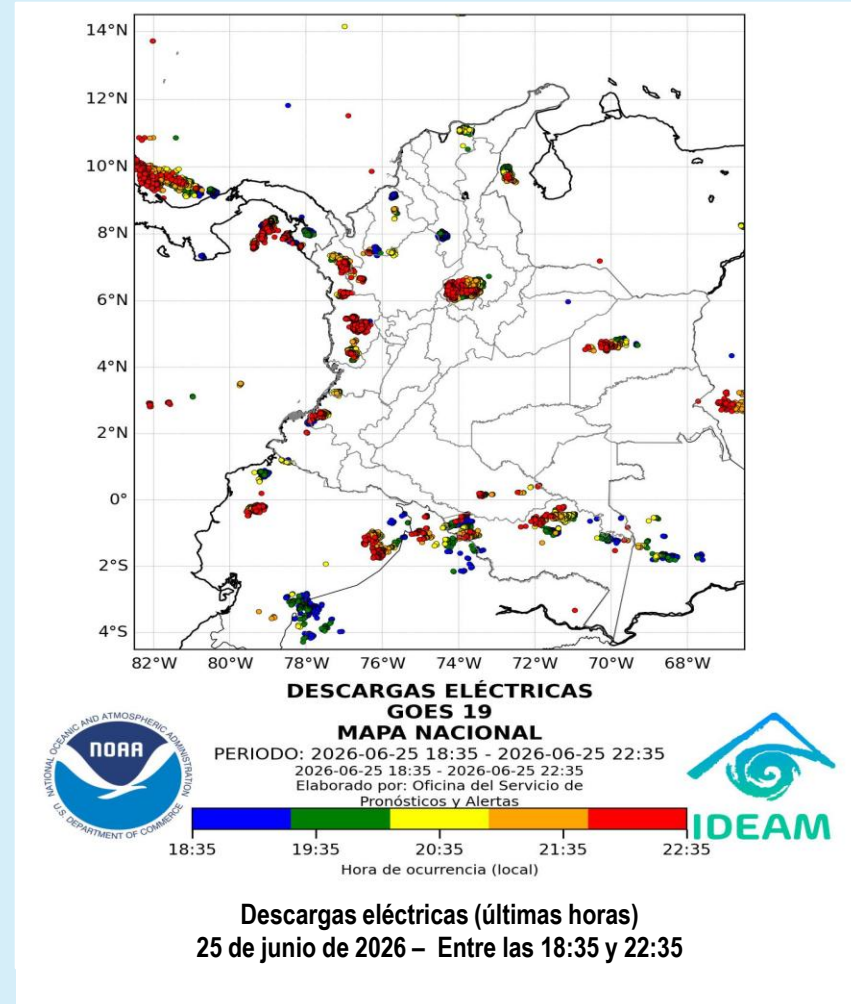 14°N
12°N
10°N
8°N
6°N
4°N
2°N
0°
2°S
4°S
82°W 80°W 78°W 76°W 74°W 72°W 70°W 68°W
DESCARGAS ELÉCTRICAS
GOES 19
MAPA NACIONAL
PERIODO: 2026-06-25 18:35 - 2026-06-25 22:35
2026-06-25 18:35 - 2026-06-25 22:35
Elaborado por: Oficina del Servicio de
Pronósticos y Alertas
NATIONAL OCEANIC AND ATMOSPHERIC ADMINISTRATION
NOAA
U.S. DEPARTMENT OF COMMERCE
IDEAM
18:35 19:35 20:35 21:35 22:35
Hora de ocurrencia (local)
Descargas eléctricas (últimas horas)
25 de junio de 2026 – Entre las 18:35 y 22:35